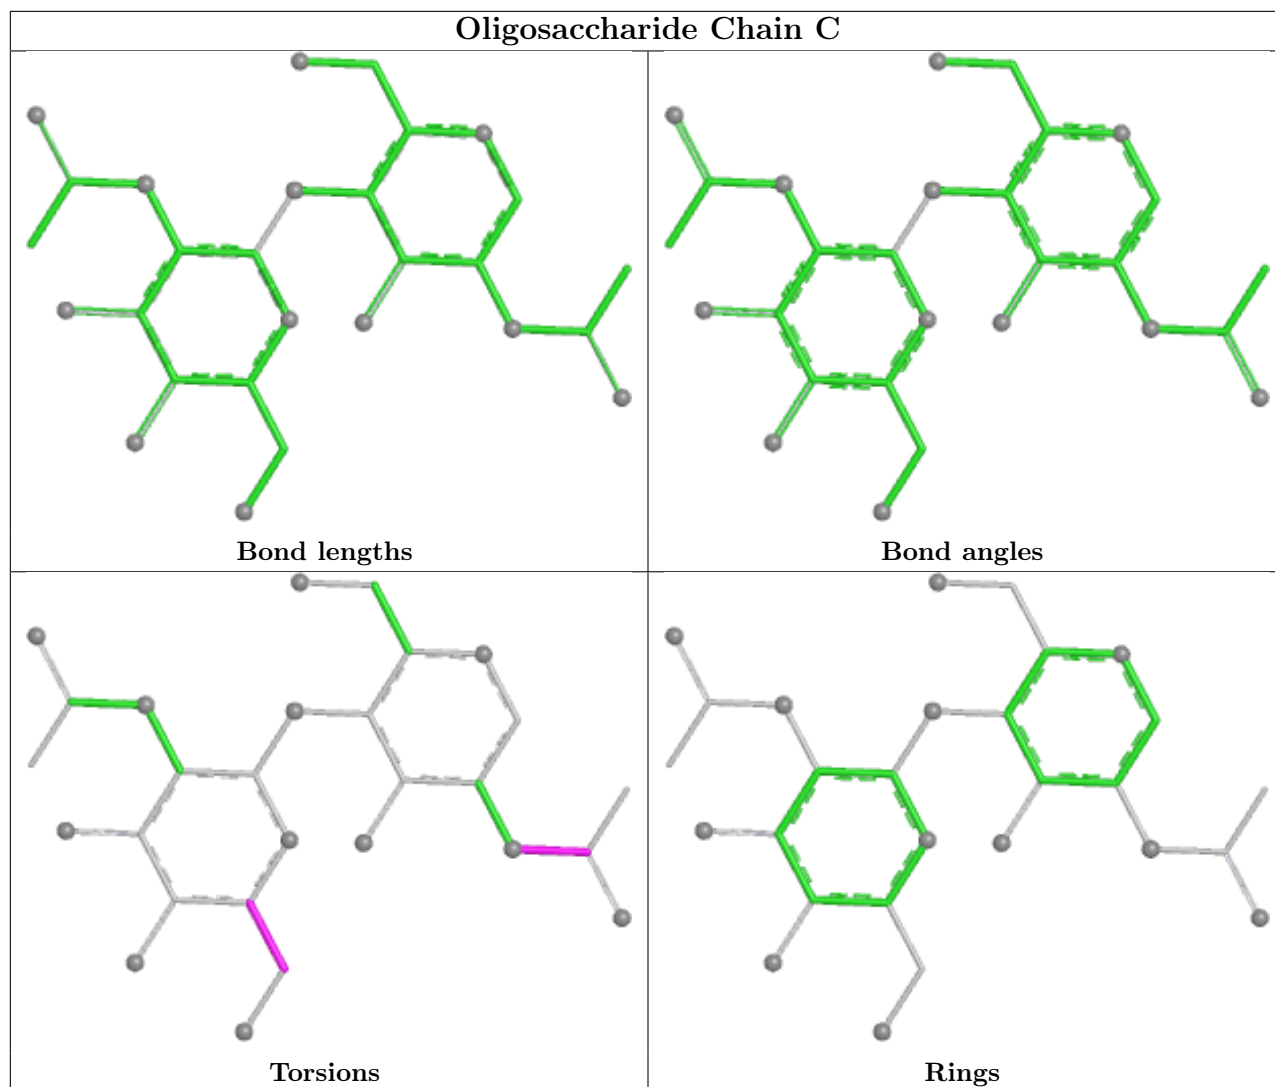 Oligosaccharide Chain C
Bond lengths
Bond angles
Torsions
Rings